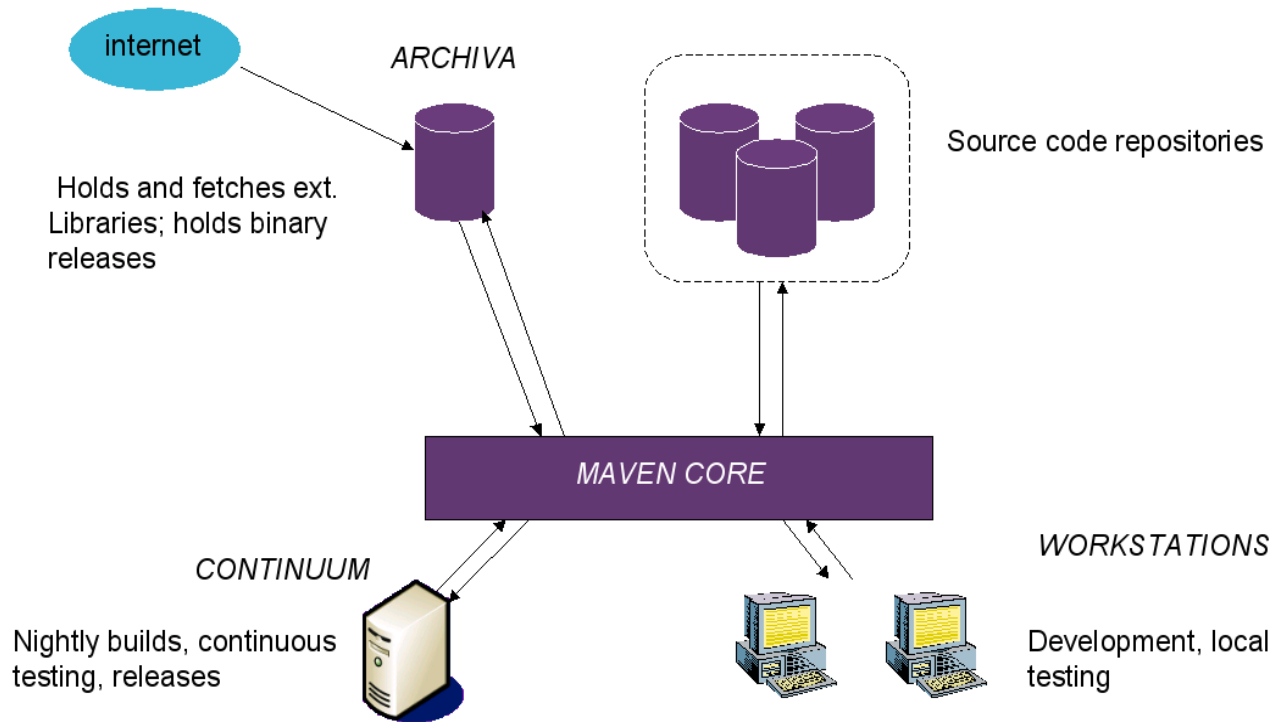 internet
ARCHIVA
Holds and fetches ext.
Libraries; holds binary
releases
Source code repositories
MAVEN CORE
CONTINUUM
Nightly builds, continuous
testing, releases
WORKSTATIONS
Development, local
testing